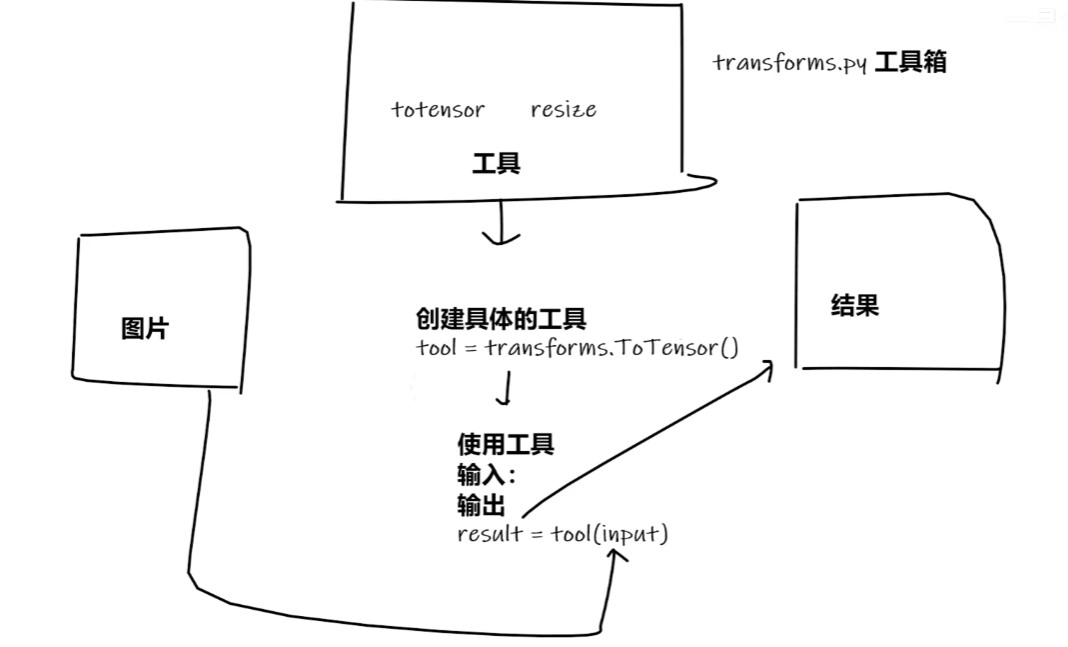 transforms.py 工具箱
totensor resize
工具
图片
创建具体的工具
tool = transforms.ToTensor()
使用工具
输入：
输出
result = tool(input)
结果